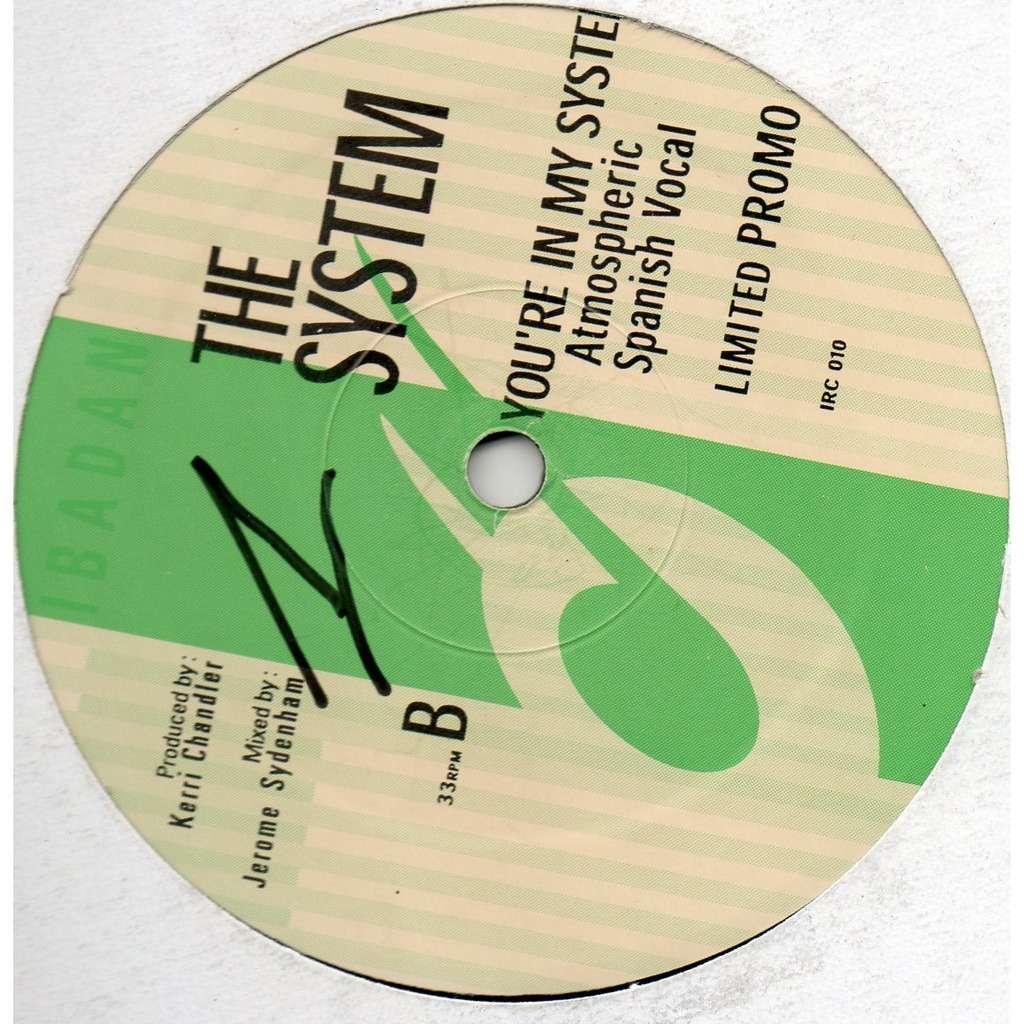 IBADAN
THE
SYSTEM
YOU'RE IN MY SYSTEM
Atmospheric
Spanish Vocal
LIMITED PROMO
IRC 010
Produced by:
Kerri Chandler
Mixed by:
Jerome Sydenham
B
33RPM